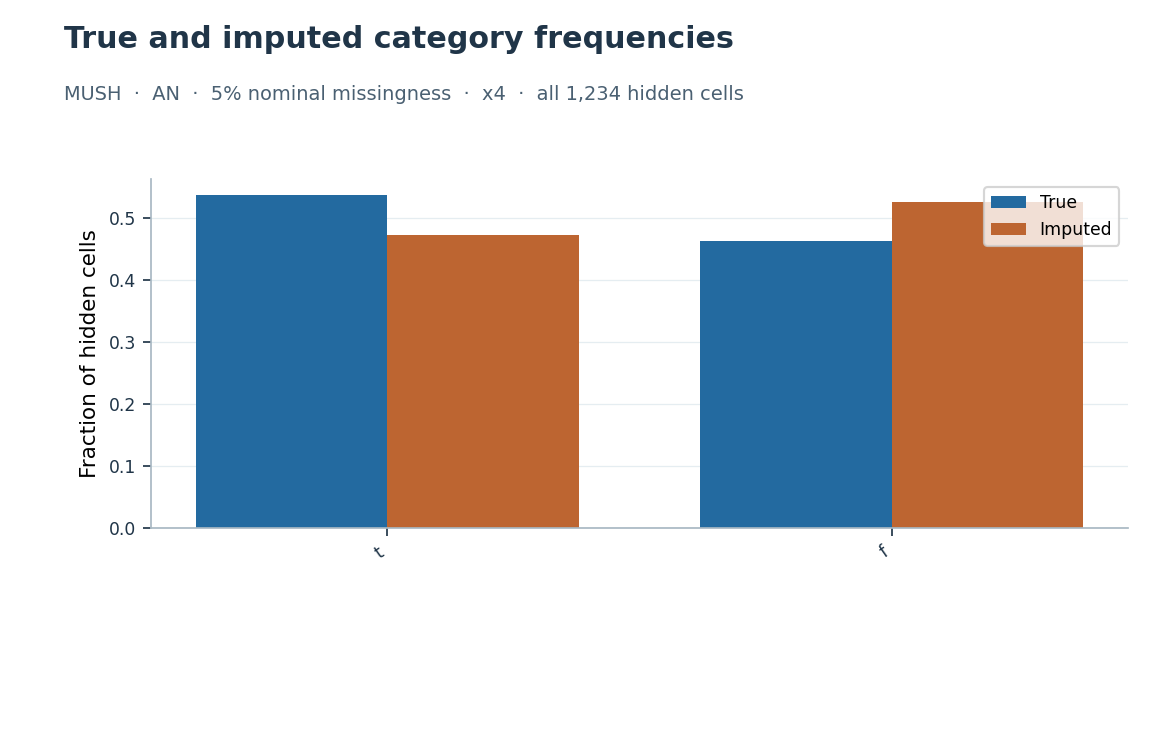 True and imputed category frequencies
MUSH · AN · 5% nominal missingness · x4 · all 1,234 hidden cells
True
Imputed
Fraction of hidden cells
0.5
0.4
0.3
0.2
0.1
0.0
t
f